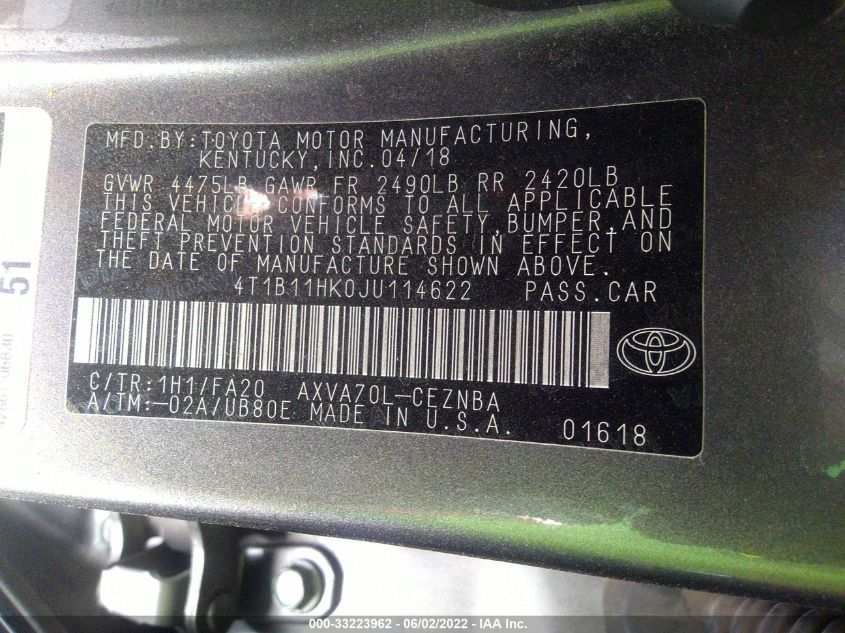 MFD.BY:TOYOTA MOTOR MANUFACTURING,
KENTUCKY,INC.04/18
GVWR 4475LB GAWR FR 2490LB RR 2420LB
THIS VEHICLE CONFORMS TO ALL APPLICABLE
FEDERAL MOTOR VEHICLE SAFETY,BUMPER,AND
THEFT PREVENTION STANDARDS IN EFFECT ON
THE DATE OF MANUFACTURE SHOWN ABOVE.
4T1B11HK0JU114622 PASS.CAR
C/TR:1H1/FA20 AXVA70L-CEZNBA
A/TM:-02A/UB80E MADE IN U.S.A.
01618
51
000-33223962 - 06/02/2022 - IAA Inc.